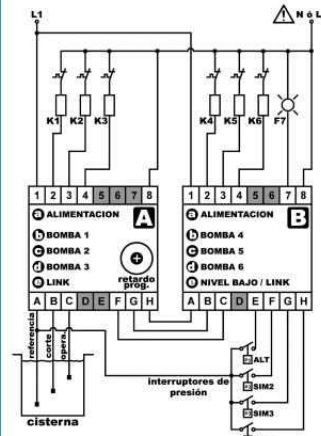 L1
N ó L
K1 K2 K3
K4 K5 K6 F7
1 2 3 4 5 6 7 8
a ALIMENTACION A
b BOMBA 1
c BOMBA 2
d BOMBA 3
e LINK
retardo
prog.
A B C D E F G H
1 2 3 4 5 6 7 8
a ALIMENTACION B
b BOMBA 4
c BOMBA 5
d BOMBA 6
e NIVEL BAJO / LINK
A B C D E F G H
referencia
corte
opera.
cisterna
interruptores de
presión
ALT
SIM2
SIM3